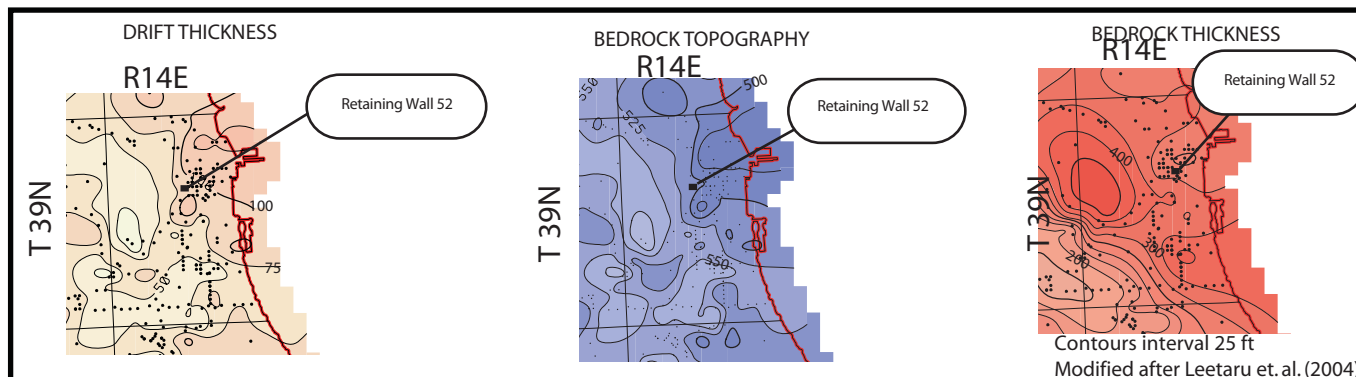 DRIFT THICKNESS
R14E
Retaining Wall 52
T 39N
100
75
50
BEDROCK TOPOGRAPHY
R14E
Retaining Wall 52
T 39N
550
500
525
550
BEDROCK THICKNESS
R14E
Retaining Wall 52
T 39N
400
300
200
Contours interval 25 ft
Modified after Leetaru et. al. (2004)